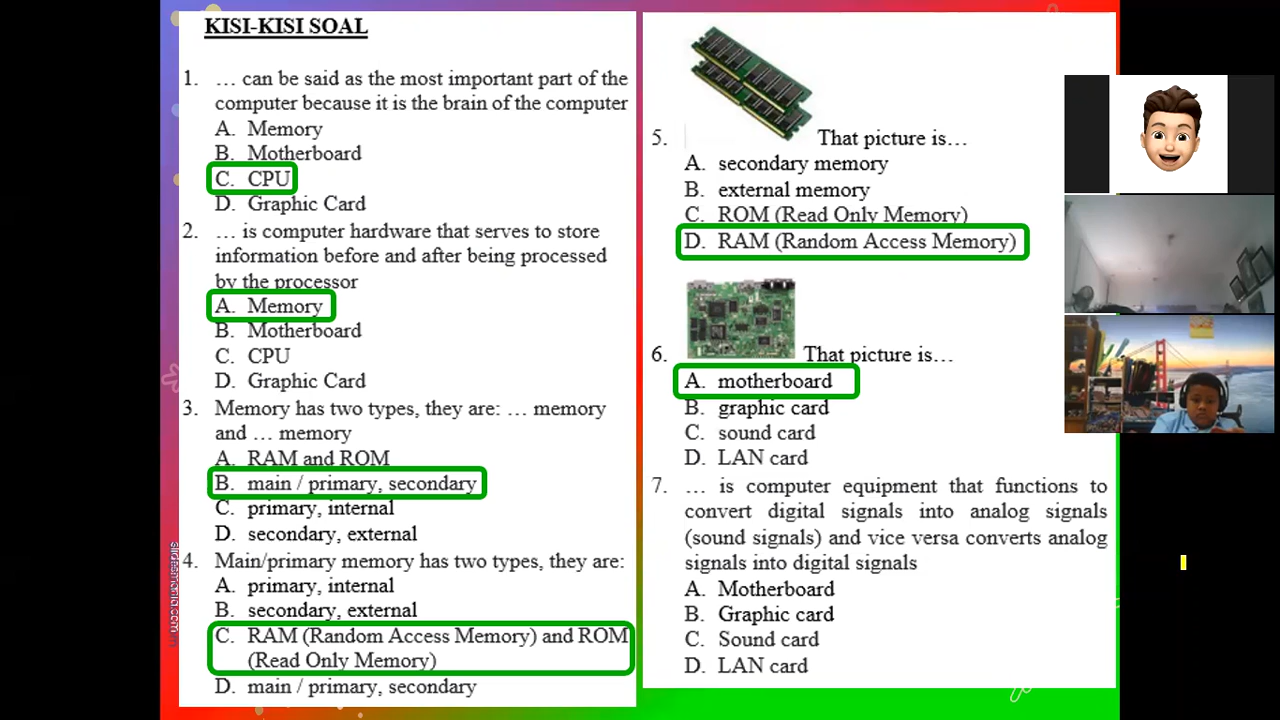 KISI-KISI SOAL
1. … can be said as the most important part of the
computer because it is the brain of the computer
A. Memory
B. Motherboard
C. CPU
D. Graphic Card
2. … is computer hardware that serves to store
information before and after being processed
by the processor
A. Memory
B. Motherboard
C. CPU
D. Graphic Card
3. Memory has two types, they are: … memory
and … memory
A. RAM and ROM
B. main / primary, secondary
C. primary, internal
D. secondary, external
4. Main/primary memory has two types, they are:
A. primary, internal
B. secondary, external
C. RAM (Random Access Memory) and ROM
(Read Only Memory)
D. main / primary, secondary
5. That picture is…
A. secondary memory
B. external memory
C. ROM (Read Only Memory)
D. RAM (Random Access Memory)
6. That picture is…
A. motherboard
B. graphic card
C. sound card
D. LAN card
7. … is computer equipment that functions to
convert digital signals into analog signals
(sound signals) and vice versa converts analog
signals into digital signals
A. Motherboard
B. Graphic card
C. Sound card
D. LAN card
slidesmania.com